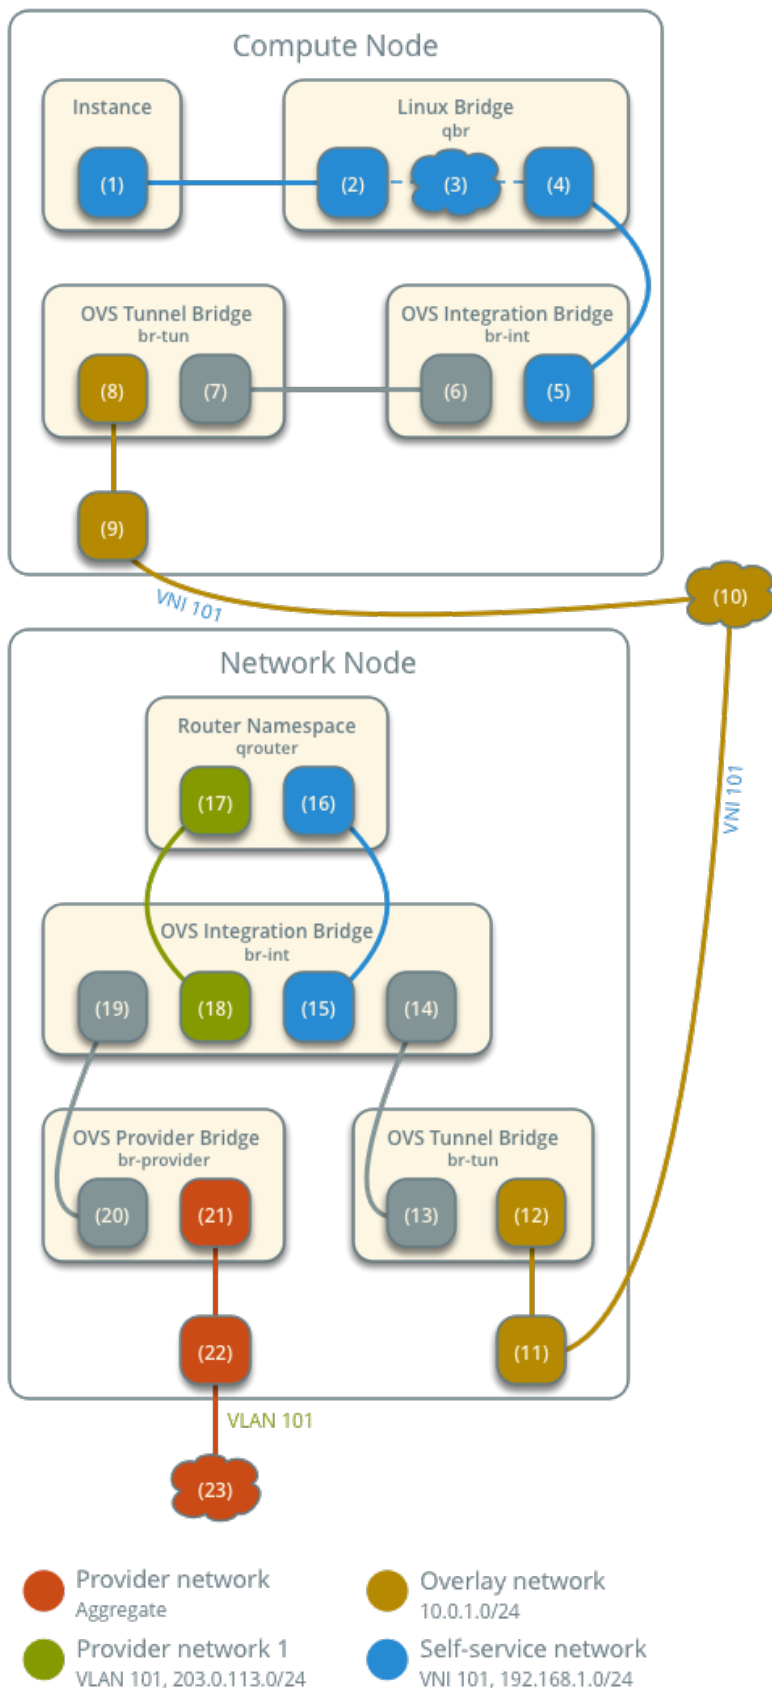 Compute Node
Instance
Linux Bridge
qbr
(1)
(2)
(3)
(4)
OVS Tunnel Bridge
br-tun
OVS Integration Bridge
br-int
(8)
(7)
(6)
(5)
(9)
VNI 101
(10)
Network Node
Router Namespace
qrouter
(17)
(16)
VNI 101
OVS Integration Bridge
br-int
(19)
(18)
(15)
(14)
OVS Provider Bridge
br-provider
OVS Tunnel Bridge
br-tun
(20)
(21)
(13)
(12)
(22)
(11)
VLAN 101
(23)
Provider network
Aggregate
Overlay network
10.0.1.0/24
Provider network 1
VLAN 101, 203.0.113.0/24
Self-service network
VNI 101, 192.168.1.0/24